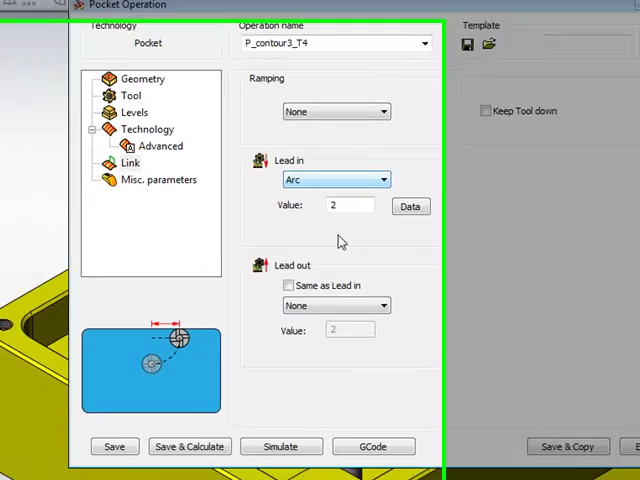 Pocket Operation
Technology
Pocket
Operation name
P_contour3_T4
Template
Geometry
Tool
Levels
Technology
Advanced
Link
Misc. parameters
Ramping
None
Keep Tool down
Lead in
Arc
Value: 2
Data
Lead out
Same as Lead in
None
Value: 2
Save
Save & Calculate
Simulate
GCode
Save & Copy